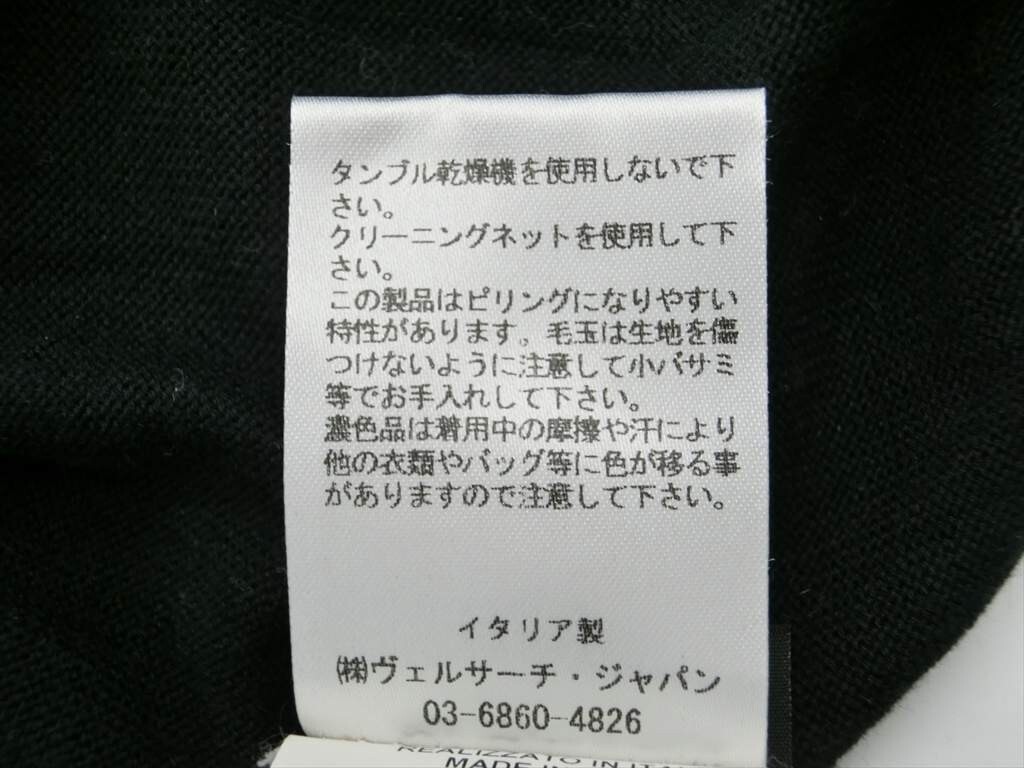 タンブル乾燥機を使用しないで下
さい。
クリーニングネットを使用して下
さい。
この製品はピリングになりやすい
特性があります。毛玉は生地を傷
つけないように注意して小バサミ
等でお手入れして下さい。
濃色品は着用中の摩擦や汗により
他の衣類やバッグ等に色が移る事
がありますので注意して下さい。
イタリア製
㈱ヴェルサーチ・ジャパン
03-6860-4826
REALIZZATO IN
MADE